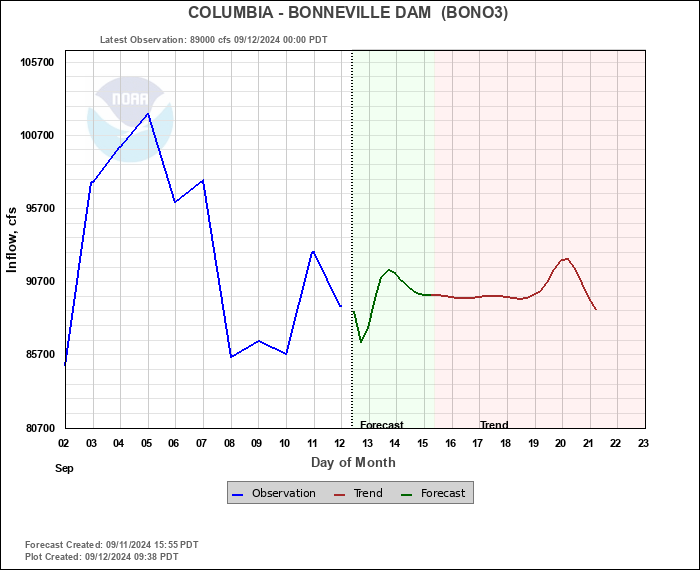 COLUMBIA - BONNEVILLE DAM (BONO3)
Latest Observation: 89000 cfs 09/12/2024 00:00 PDT
105700
100700
95700
90700
85700
80700
Inflow, cfs
NOAA
Forecast
Trend
02 03 04 05 06 07 08 09 10 11 12 13 14 15 16 17 18 19 20 21 22 23
Sep
Day of Month
Observation Trend Forecast
Forecast Created: 09/11/2024 15:55 PDT
Plot Created: 09/12/2024 09:38 PDT